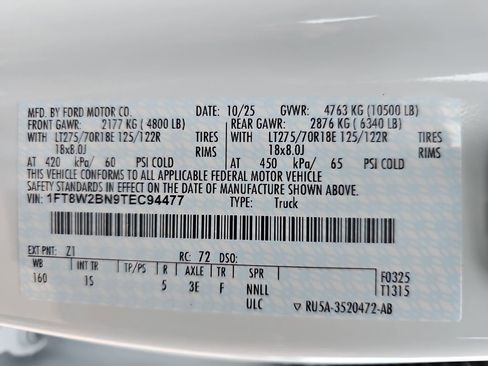 MFD. BY FORD MOTOR CO. DATE: 10/25 GVWR: 4763 KG (10500 LB)
FRONT GAWR: 2177 KG ( 4800 LB) REAR GAWR: 2876 KG ( 6340 LB)
WITH LT275/70R18E 125/122R TIRES LT275/70R18E 125/122R TIRES
18x8.0J RIMS 18x8.0J RIMS
AT 420 kPa/ 60 PSI COLD AT 450 kPa/ 65 PSI COLD
THIS VEHICLE CONFORMS TO ALL APPLICABLE FEDERAL MOTOR VEHICLE
SAFETY STANDARDS IN EFFECT ON THE DATE OF MANUFACTURE SHOWN ABOVE.
VIN: 1FT8W2BN9TEC94477 TYPE: Truck
EXT PNT: Z1 RC: 72 DSO:
WB INT TR TP/PS R AXLE TR SPR F0325
160 1S 5 3E F NNLL T1315
ULC RU5A-3520472-AB